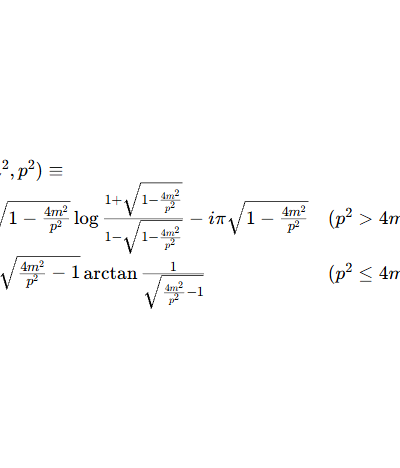 ², p²) ≡
√(1 − 4m²/p²) log (1+√(1−4m²/p²))/(1−√(1−4m²/p²)) − iπ√(1 − 4m²/p²) (p² > 4m
√(4m²/p² − 1) arctan 1/√(4m²/p²−1) (p² ≤ 4m